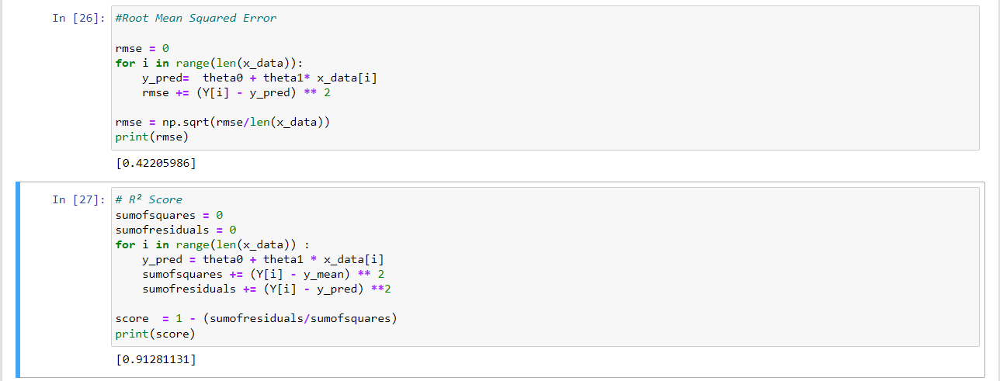 In [26]: #Root Mean Squared Error
rmse = 0
for i in range(len(x_data)):
    y_pred=  theta0 + theta1* x_data[i]
    rmse += (Y[i] - y_pred) ** 2
rmse = np.sqrt(rmse/len(x_data))
print(rmse)
[0.42205986]
In [27]: # R² Score
sumofsquares = 0
sumofresiduals = 0
for i in range(len(x_data)) :
    y_pred = theta0 + theta1 * x_data[i]
    sumofsquares += (Y[i] - y_mean) ** 2
    sumofresiduals += (Y[i] - y_pred) **2
score  = 1 - (sumofresiduals/sumofsquares)
print(score)
[0.91281131]